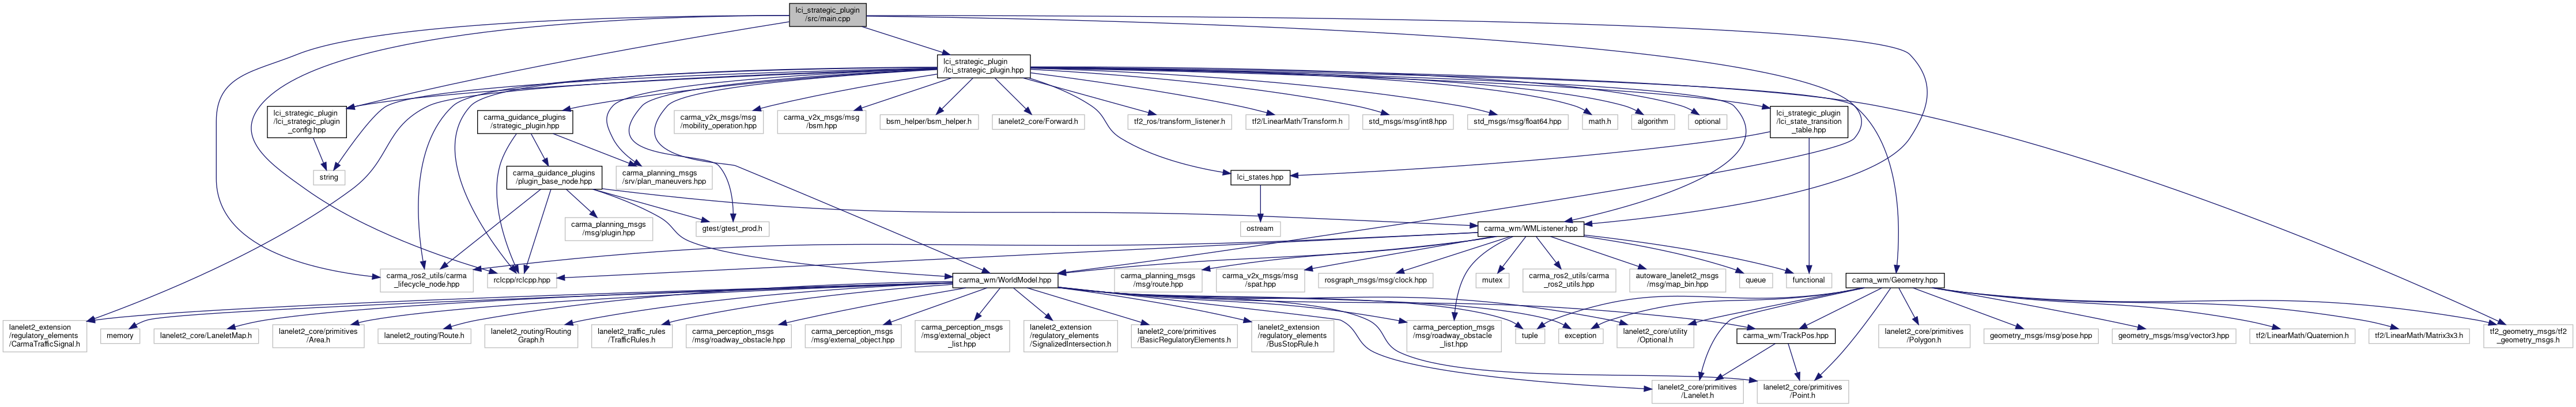 lci_strategic_plugin
/src/main.cpp
lci_strategic_plugin
/lci_strategic_plugin.hpp
lci_strategic_plugin
/lci_strategic_plugin
_config.hpp
carma_guidance_plugins
/strategic_plugin.hpp
carma_v2x_msgs/msg
/mobility_operation.hpp
carma_v2x_msgs/msg
/bsm.hpp
bsm_helper/bsm_helper.h
lanelet2_core/Forward.h
tf2_ros/transform_listener.h
tf2/LinearMath/Transform.h
std_msgs/msg/int8.hpp
std_msgs/msg/float64.hpp
math.h
algorithm
optional
lci_strategic_plugin
/lci_state_transition
_table.hpp
string
carma_guidance_plugins
/plugin_base_node.hpp
carma_planning_msgs
/srv/plan_maneuvers.hpp
lci_states.hpp
carma_planning_msgs
/msg/plugin.hpp
gtest/gtest_prod.h
ostream
carma_wm/WMListener.hpp
carma_ros2_utils/carma
_lifecycle_node.hpp
rclcpp/rclcpp.hpp
carma_wm/WorldModel.hpp
carma_planning_msgs
/msg/route.hpp
carma_v2x_msgs/msg
/spat.hpp
rosgraph_msgs/msg/clock.hpp
mutex
carma_ros2_utils/carma
_ros2_utils.hpp
autoware_lanelet2_msgs
/msg/map_bin.hpp
queue
functional
carma_wm/Geometry.hpp
lanelet2_extension
/regulatory_elements
/CarmaTrafficSignal.h
memory
lanelet2_core/LaneletMap.h
lanelet2_core/primitives
/Area.h
lanelet2_routing/Route.h
lanelet2_routing/Routing
Graph.h
lanelet2_traffic_rules
/TrafficRules.h
carma_perception_msgs
/msg/roadway_obstacle.hpp
carma_perception_msgs
/msg/external_object.hpp
carma_perception_msgs
/msg/external_object
_list.hpp
lanelet2_extension
/regulatory_elements
/SignalizedIntersection.h
lanelet2_core/primitives
/BasicRegulatoryElements.h
lanelet2_extension
/regulatory_elements
/BusStopRule.h
carma_perception_msgs
/msg/roadway_obstacle
_list.hpp
tuple
exception
lanelet2_core/utility
/Optional.h
carma_wm/TrackPos.hpp
lanelet2_core/primitives
/Polygon.h
geometry_msgs/msg/pose.hpp
geometry_msgs/msg/vector3.hpp
tf2/LinearMath/Quaternion.h
tf2/LinearMath/Matrix3x3.h
tf2_geometry_msgs/tf2
_geometry_msgs.h
lanelet2_core/primitives
/Lanelet.h
lanelet2_core/primitives
/Point.h